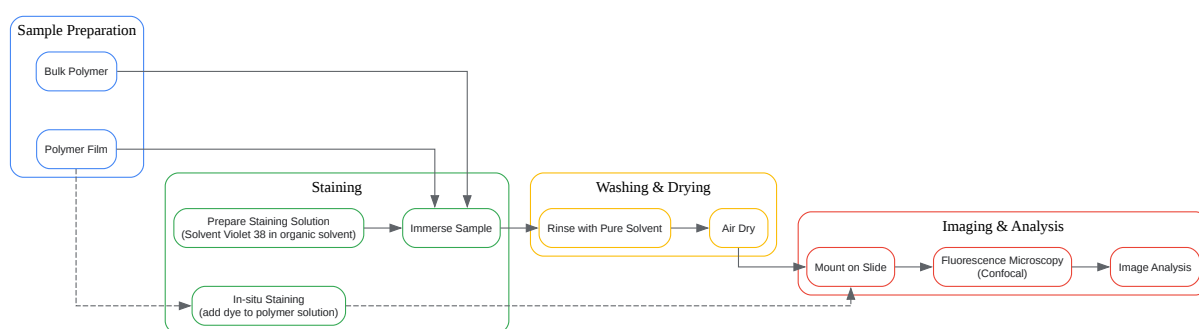 Sample Preparation
Bulk Polymer
Polymer Film
Staining
Prepare Staining Solution
(Solvent Violet 38 in organic solvent)
Immerse Sample
In-situ Staining
(add dye to polymer solution)
Washing & Drying
Rinse with Pure Solvent
Air Dry
Imaging & Analysis
Mount on Slide
Fluorescence Microscopy
(Confocal)
Image Analysis